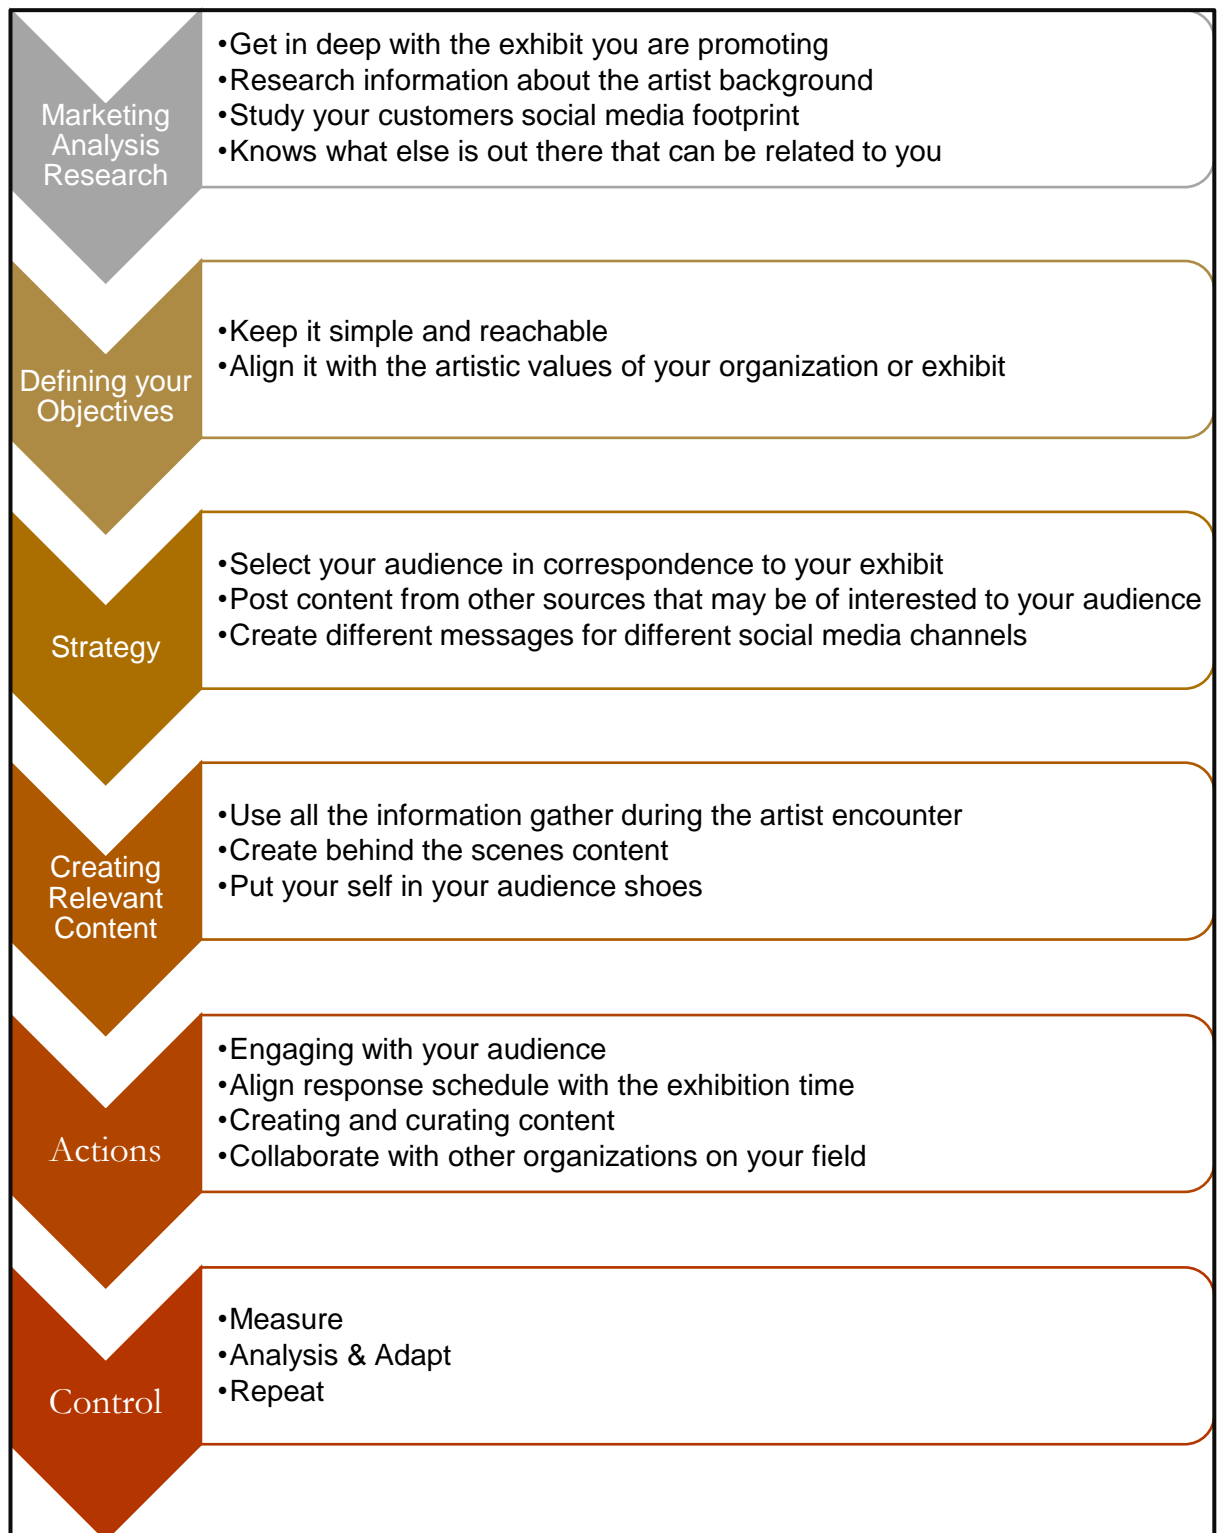 Marketing
Analysis
Research
•Get in deep with the exhibit you are promoting
•Research information about the artist background
•Study your customers social media footprint
•Knows what else is out there that can be related to you
Defining your
Objectives
•Keep it simple and reachable
•Align it with the artistic values of your organization or exhibit
Strategy
•Select your audience in correspondence to your exhibit
•Post content from other sources that may be of interested to your audience
•Create different messages for different social media channels
Creating
Relevant
Content
•Use all the information gather during the artist encounter
•Create behind the scenes content
•Put your self in your audience shoes
Actions
•Engaging with your audience
•Align response schedule with the exhibition time
•Creating and curating content
•Collaborate with other organizations on your field
Control
•Measure
•Analysis & Adapt
•Repeat